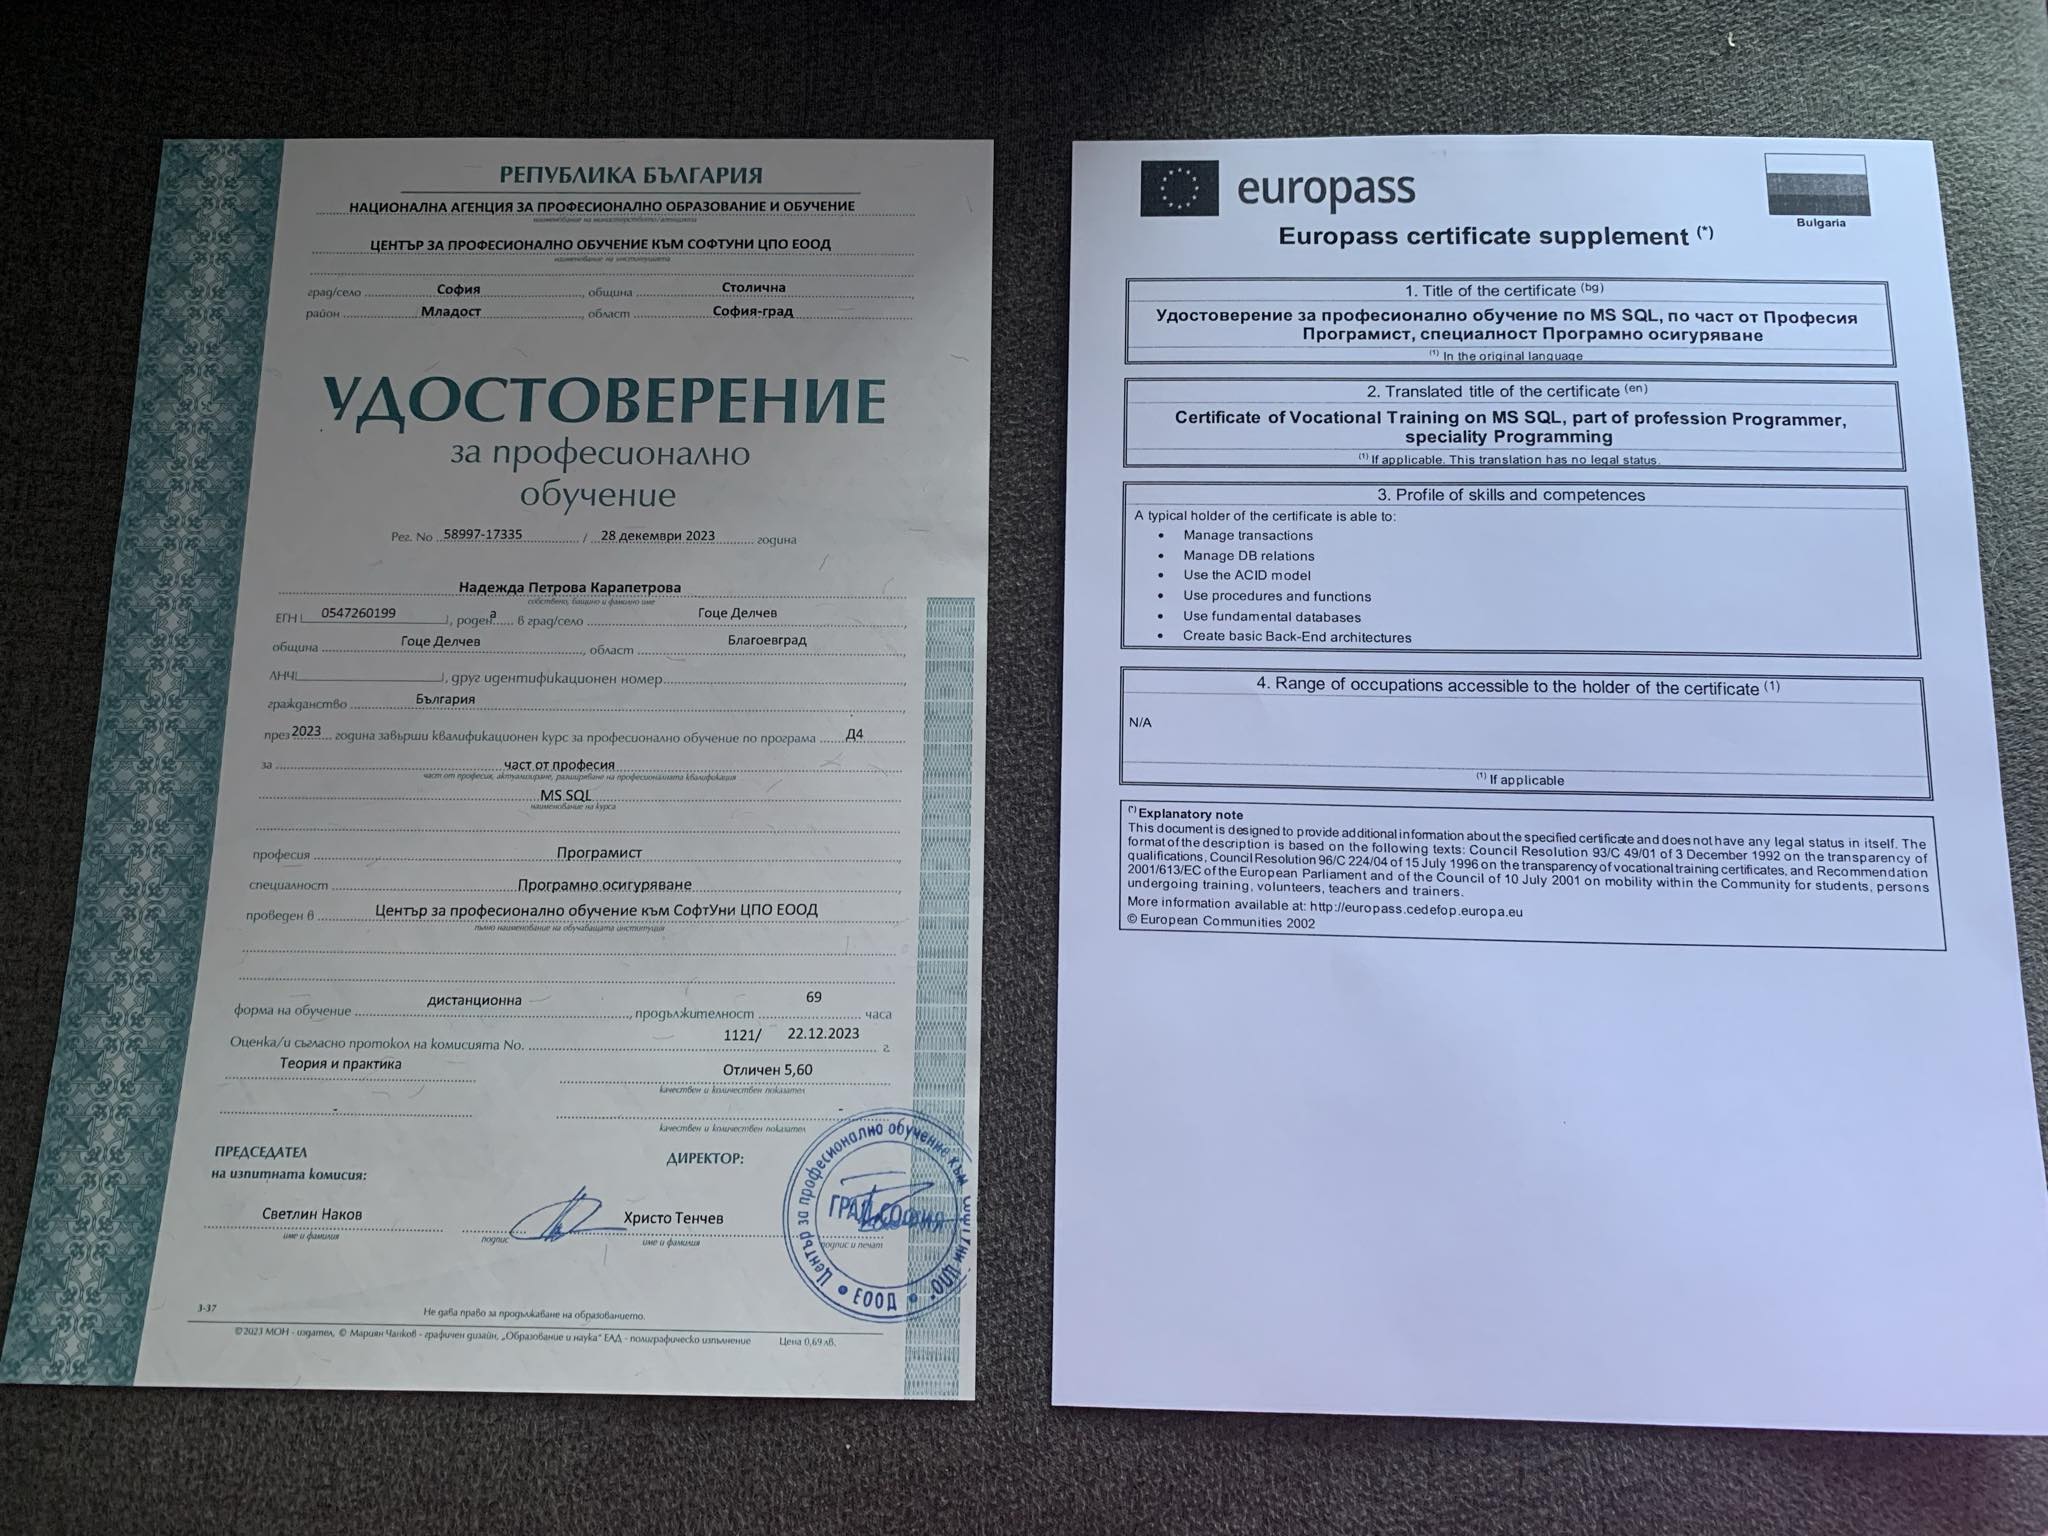 РЕПУБЛИКА БЪЛГАРИЯ
НАЦИОНАЛНА АГЕНЦИЯ ЗА ПРОФЕСИОНАЛНО ОБРАЗОВАНИЕ И ОБУЧЕНИЕ
наименование на министерството/агенцията
ЦЕНТЪР ЗА ПРОФЕСИОНАЛНО ОБУЧЕНИЕ КЪМ СОФТУНИ ЦПО ЕООД
наименование на институцията
град/село София, община Столична
район Младост, област София-град
УДОСТОВЕРЕНИЕ
за професионално
обучение
Рег. No 58997-17335 / 28 декември 2023 година
Надежда Петрова Карапетрова
собствено, бащино и фамилно име
ЕГН 0547260199, родена в град/село Гоце Делчев
община Гоце Делчев, област Благоевград
ЛНЧ, друг идентификационен номер
гражданство България
през 2023 година завърши квалификационен курс за професионално обучение по програма Д4
за част от професия
част от професия, актуализиране, разширяване на професионалната квалификация
MS SQL
наименование на курса
професия Програмист
специалност Програмно осигуряване
проведен в Център за професионално обучение към СофтУни ЦПО ЕООД
пълно наименование на обучаващата институция
форма на обучение дистанционна, продължителност 69 часа
Оценка/и съгласно протокол на комисията No. 1121/ 22.12.2023 г.
Теория и практика Отличен 5,60
качествен и количествен показател
- -
качествен и количествен показател
ПРЕДСЕДАТЕЛ
на изпитната комисия:
ДИРЕКТОР:
Светлин Наков Христо Тенчев
име и фамилия подпис име и фамилия подпис и печат
Център за професионално обучение към СофтУни ЦПО ЕООД
ГРАД СОФИЯ
3-37
Не дава право за продължаване на образованието.
©2023 МОН - издател, © Мариян Чанков - графичен дизайн, „Образование и наука“ ЕАД - полиграфическо изпълнение Цена 0,69 лв.
europass
Bulgaria
Europass certificate supplement (*)
1. Title of the certificate (bg)
Удостоверение за професионално обучение по MS SQL, по част от Професия
Програмист, специалност Програмно осигуряване
(1) In the original language
2. Translated title of the certificate (en)
Certificate of Vocational Training on MS SQL, part of profession Programmer,
speciality Programming
(1) If applicable. This translation has no legal status.
3. Profile of skills and competences
A typical holder of the certificate is able to:
• Manage transactions
• Manage DB relations
• Use the ACID model
• Use procedures and functions
• Use fundamental databases
• Create basic Back-End architectures
4. Range of occupations accessible to the holder of the certificate (1)
N/A
(1) If applicable
(*) Explanatory note
This document is designed to provide additional information about the specified certificate and does not have any legal status in itself. The
format of the description is based on the following texts: Council Resolution 93/C 49/01 of 3 December 1992 on the transparency of
qualifications, Council Resolution 96/C 224/04 of 15 July 1996 on the transparency of vocational training certificates, and Recommendation
2001/613/EC of the European Parliament and of the Council of 10 July 2001 on mobility within the Community for students, persons
undergoing training, volunteers, teachers and trainers.
More information available at: http://europass.cedefop.europa.eu
© European Communities 2002